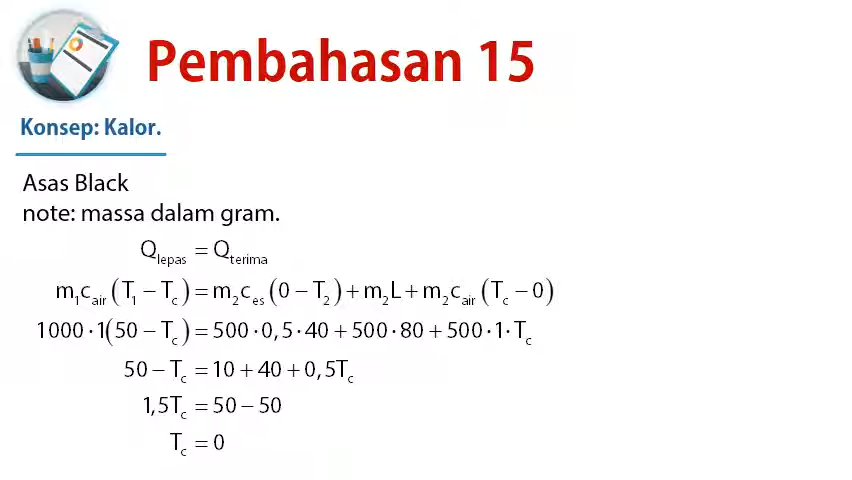 Pembahasan 15
Konsep: Kalor.
Asas Black
note: massa dalam gram.
Q_lepas = Q_terima
m₁c_air (T₁ − T_c) = m₂c_es (0 − T₂) + m₂L + m₂c_air (T_c − 0)
1000 · 1(50 − T_c) = 500 · 0,5 · 40 + 500 · 80 + 500 · 1 · T_c
50 − T_c = 10 + 40 + 0,5T_c
1,5T_c = 50 − 50
T_c = 0